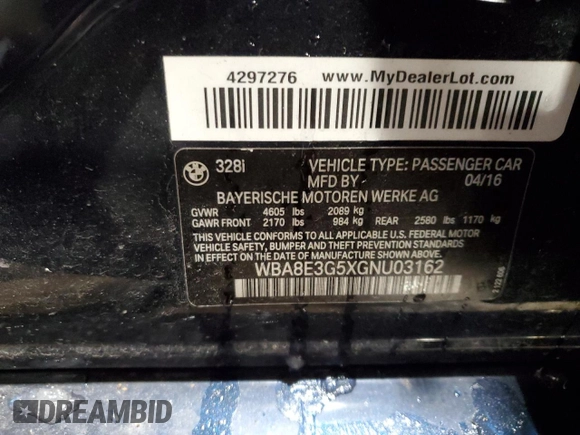 4297276 www.MyDealerLot.com
BMW
328i VEHICLE TYPE: PASSENGER CAR
MFD BY 04/16
BAYERISCHE MOTOREN WERKE AG
GVWR 4605 lbs 2089 kg
GAWR FRONT 2170 lbs 984 kg REAR 2580 lbs 1170 kg
THIS VEHICLE CONFORMS TO ALL APPLICABLE U.S. FEDERAL MOTOR
VEHICLE SAFETY, BUMPER AND THEFT PREVENTION STANDARDS
IN EFFECT ON THE DATE OF MANUFACTURE SHOWN ABOVE.
WBA8E3G5XGNU03162
DREAMBID